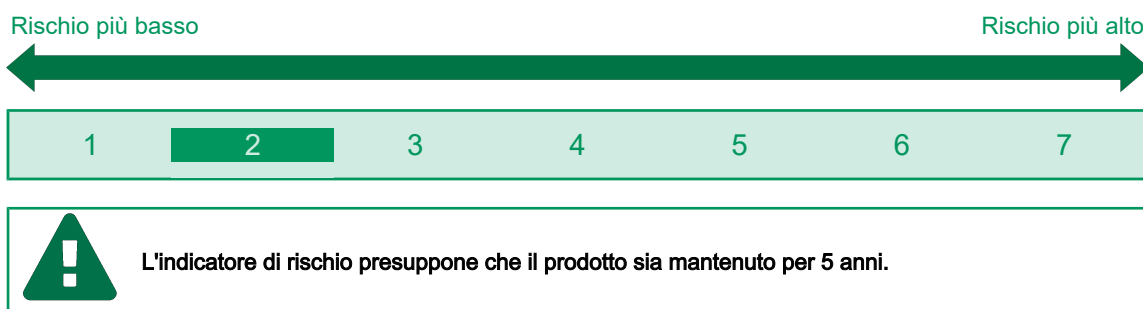 Rischio più basso Rischio più alto
1 2 3 4 5 6 7
L'indicatore di rischio presuppone che il prodotto sia mantenuto per 5 anni.